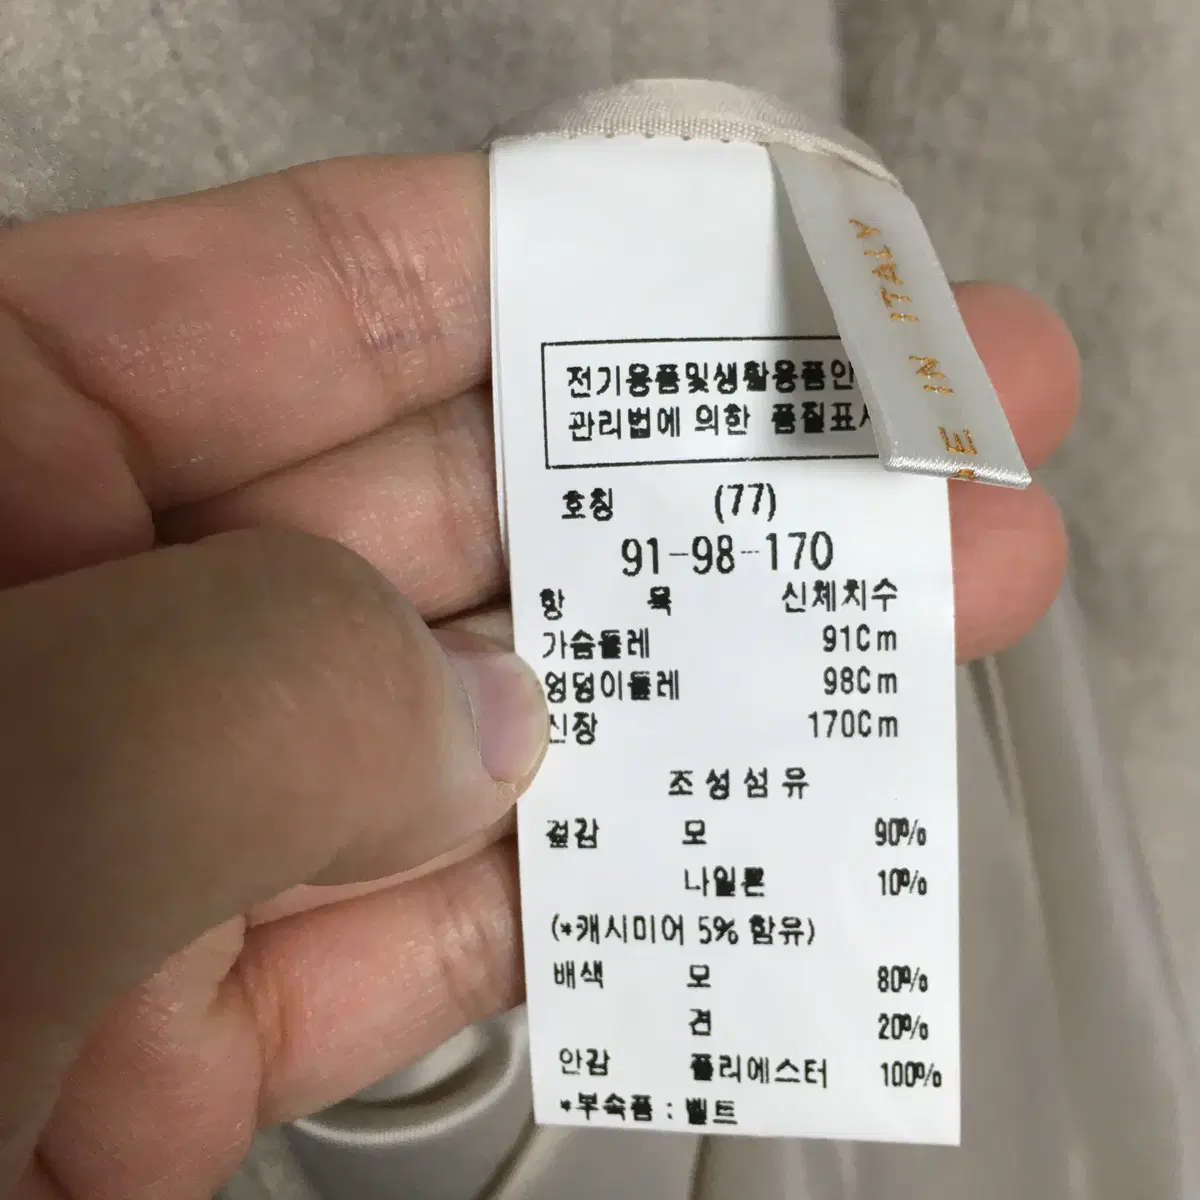 전기용품및생활용품안
관리법에 의한 품질표시
호칭 (77)
91-98-170
항 목 신체치수
가슴둘레 91Cm
엉덩이둘레 98Cm
신장 170Cm
조성섬유
겉감 모 90%
나일론 10%
(*캐시미어 5% 함유)
배색 모 80%
견 20%
안감 폴리에스터 100%
*부속품 : 벨트
E IN ITALY